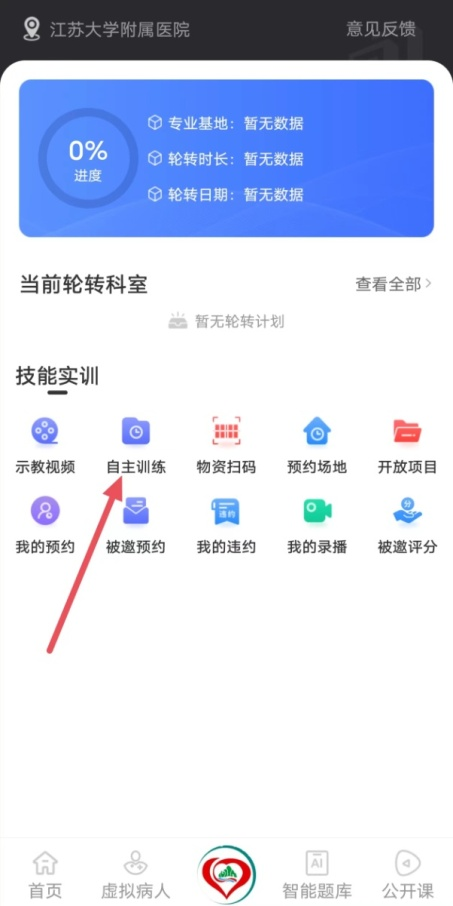 江苏大学附属医院 意见反馈
0%
进度
专业基地：暂无数据
轮转时长：暂无数据
轮转日期：暂无数据
当前轮转科室 查看全部
暂无轮转计划
技能实训
示教视频 自主训练 物资扫码 预约场地 开放项目
违约 分
我的预约 被邀预约 我的违约 我的录播 被邀评分
AI
首页 虚拟病人 智能题库 公开课